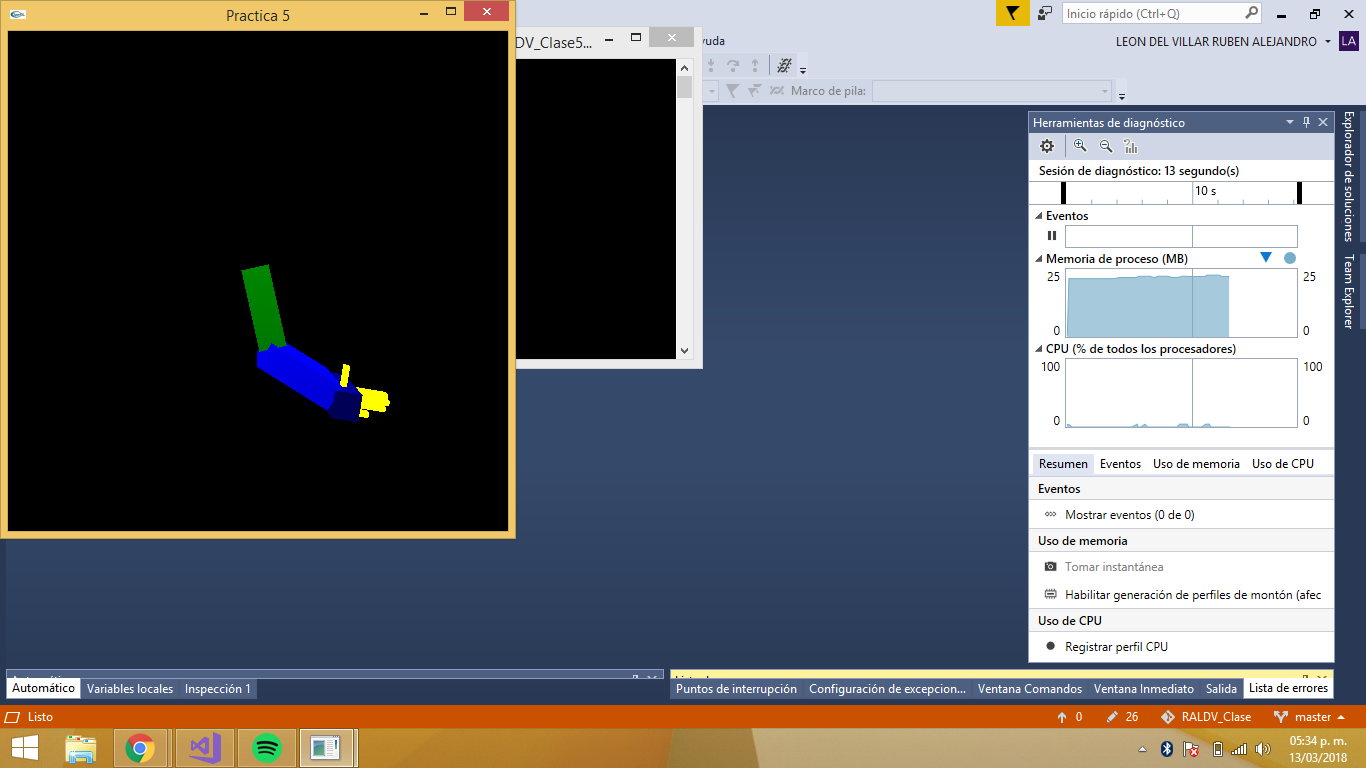 Practica 5
DV_Clase5...
yuda
Inicio rápido (Ctrl+Q)
LEON DEL VILLAR RUBEN ALEJANDRO
LA
Marco de pila:
Herramientas de diagnóstico
Sesión de diagnóstico: 13 segundo(s)
10 s
Eventos
Memoria de proceso (MB)
25
25
0
0
CPU (% de todos los procesadores)
100
100
0
0
Resumen
Eventos
Uso de memoria
Uso de CPU
Eventos
Mostrar eventos (0 de 0)
Uso de memoria
Tomar instantánea
Habilitar generación de perfiles de montón (afec
Uso de CPU
Registrar perfil CPU
Explorador de soluciones
Team Explorer
Automático
Variables locales
Inspección 1
Puntos de interrupción
Configuración de excepcion...
Ventana Comandos
Ventana Inmediato
Salida
Lista de errores
Listo
0
26
RALDV_Clase
master
05:34 p. m.
13/03/2018